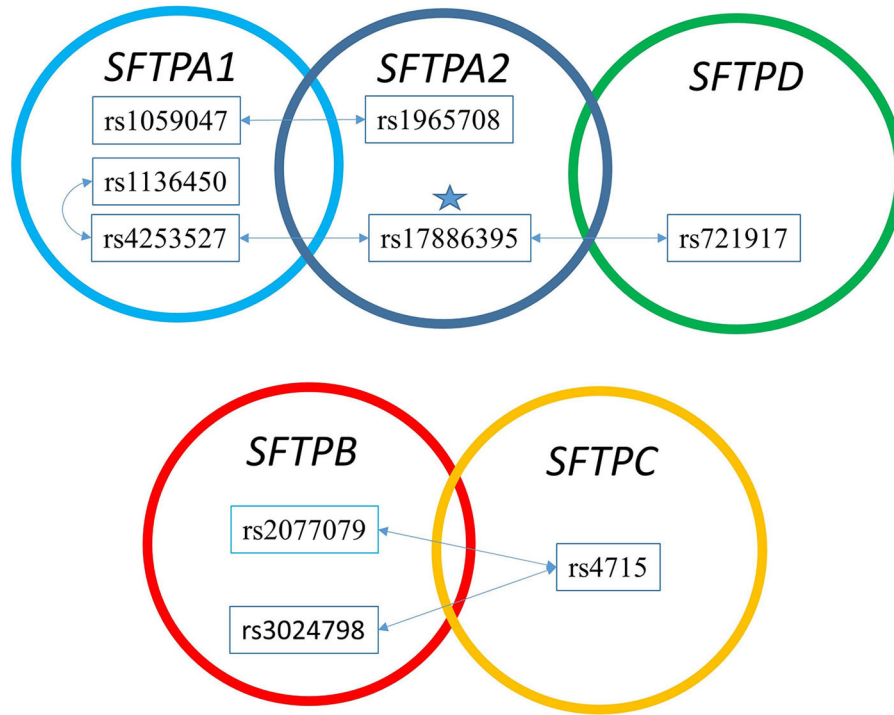 SFTPA1
SFTPA2
SFTPD
rs1059047
rs1965708
rs1136450
rs4253527
rs17886395
rs721917
SFTPB
SFTPC
rs2077079
rs4715
rs3024798